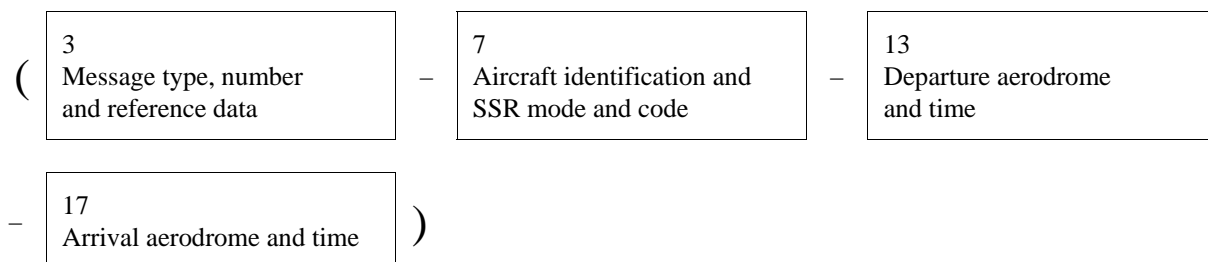 (
3
Message type, number
and reference data
–
7
Aircraft identification and
SSR mode and code
–
13
Departure aerodrome
and time
–
17
Arrival aerodrome and time
)